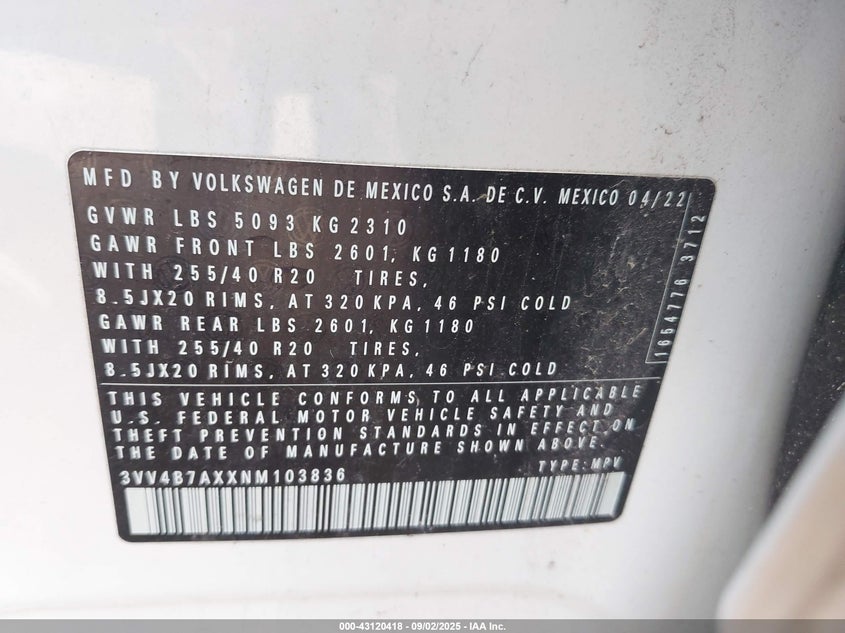 MFD BY VOLKSWAGEN DE MEXICO S.A. DE C.V. MEXICO 04/22
GVWR LBS 5093 KG 2310
GAWR FRONT LBS 2601, KG 1180
WITH 255/40 R20 TIRES,
8.5JX20 RIMS, AT 320 KPA, 46 PSI COLD
GAWR REAR LBS 2601, KG 1180
WITH 255/40 R20 TIRES,
8.5JX20 RIMS, AT 320 KPA, 46 PSI COLD
1654776 3712
THIS VEHICLE CONFORMS TO ALL APPLICABLE
U.S. FEDERAL MOTOR VEHICLE SAFETY AND
THEFT PREVENTION STANDARDS IN EFFECT ON
THE DATE OF MANUFACTURE SHOWN ABOVE.
3VV4B7AXXNM103836 TYPE: MPV
000-43120418 - 09/02/2025 - IAA Inc.